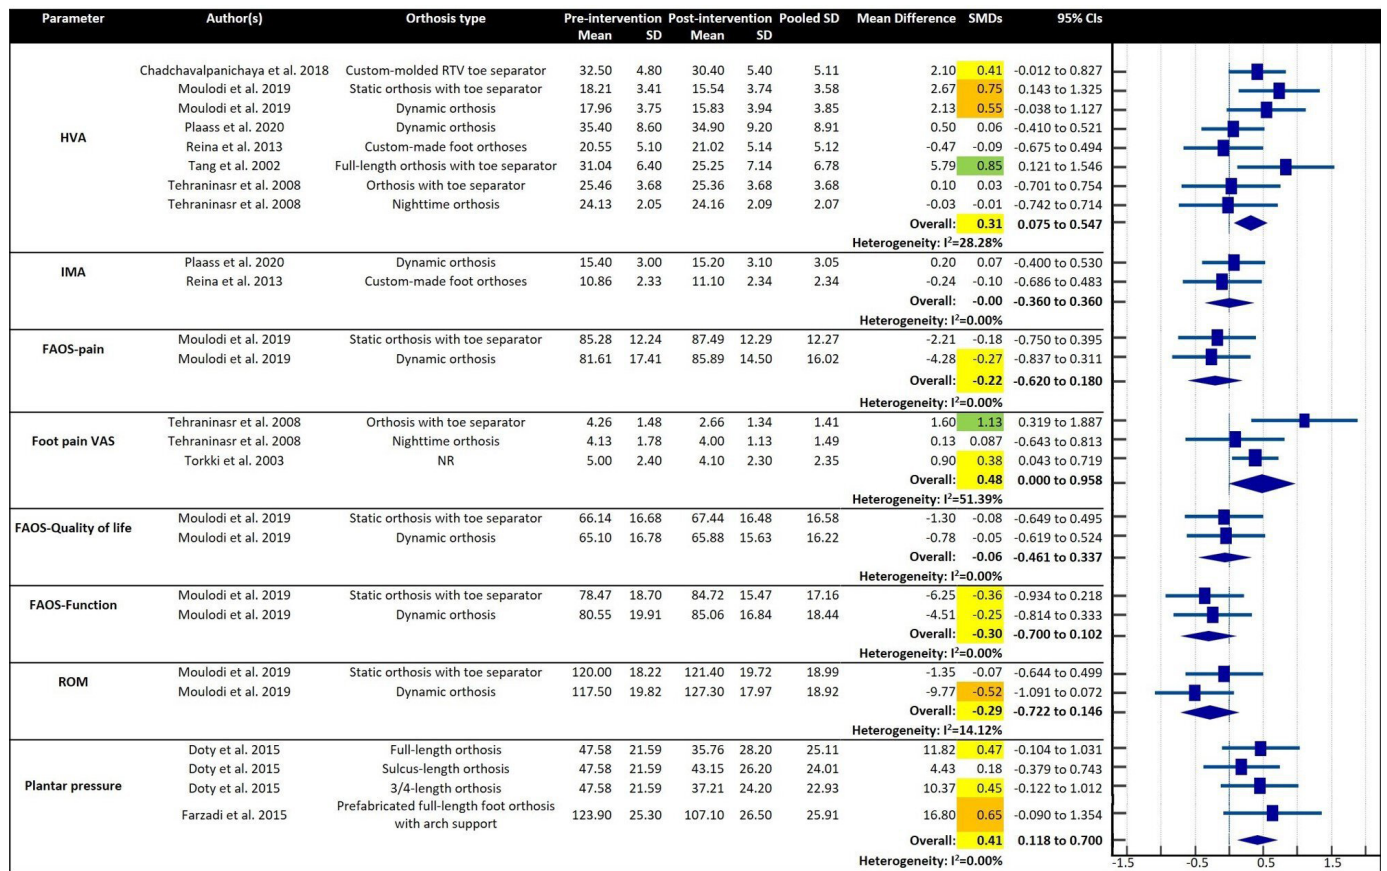 Parameter Author(s) Orthosis type Pre-intervention Post-intervention Pooled SD Mean Difference SMDs 95% CIs
Mean SD Mean SD
HVA
Chadchavalpanichaya et al. 2018 Custom-molded RTV toe separator 32.50 4.80 30.40 5.40 5.11 2.10 0.41 -0.012 to 0.827
Moulodi et al. 2019 Static orthosis with toe separator 18.21 3.41 15.54 3.74 3.58 2.67 0.75 0.143 to 1.325
Moulodi et al. 2019 Dynamic orthosis 17.96 3.75 15.83 3.94 3.85 2.13 0.55 -0.038 to 1.127
Plaass et al. 2020 Dynamic orthosis 35.40 8.60 34.90 9.20 8.91 0.50 0.06 -0.410 to 0.521
Reina et al. 2013 Custom-made foot orthoses 20.55 5.10 21.02 5.14 5.12 -0.47 -0.09 -0.675 to 0.494
Tang et al. 2002 Full-length orthosis with toe separator 31.04 6.40 25.25 7.14 6.78 5.79 0.85 0.121 to 1.546
Tehraninasr et al. 2008 Orthosis with toe separator 25.46 3.68 25.36 3.68 3.68 0.10 0.03 -0.701 to 0.754
Tehraninasr et al. 2008 Nighttime orthosis 24.13 2.05 24.16 2.09 2.07 -0.03 -0.01 -0.742 to 0.714
Overall: 0.31 0.075 to 0.547
Heterogeneity: I²=28.28%
IMA
Plaass et al. 2020 Dynamic orthosis 15.40 3.00 15.20 3.10 3.05 0.20 0.07 -0.400 to 0.530
Reina et al. 2013 Custom-made foot orthoses 10.86 2.33 11.10 2.34 2.34 -0.24 -0.10 -0.686 to 0.483
Overall: -0.00 -0.360 to 0.360
Heterogeneity: I²=0.00%
FAOS-pain
Moulodi et al. 2019 Static orthosis with toe separator 85.28 12.24 87.49 12.29 12.27 -2.21 -0.18 -0.750 to 0.395
Moulodi et al. 2019 Dynamic orthosis 81.61 17.41 85.89 14.50 16.02 -4.28 -0.27 -0.837 to 0.311
Overall: -0.22 -0.620 to 0.180
Heterogeneity: I²=0.00%
Foot pain VAS
Tehraninasr et al. 2008 Orthosis with toe separator 4.26 1.48 2.66 1.34 1.41 1.60 1.13 0.319 to 1.887
Tehraninasr et al. 2008 Nighttime orthosis 4.13 1.78 4.00 1.13 1.49 0.13 0.087 -0.643 to 0.813
Torkki et al. 2003 NR 5.00 2.40 4.10 2.30 2.35 0.90 0.38 0.043 to 0.719
Overall: 0.48 0.000 to 0.958
Heterogeneity: I²=51.39%
FAOS-Quality of life
Moulodi et al. 2019 Static orthosis with toe separator 66.14 16.68 67.44 16.48 16.58 -1.30 -0.08 -0.649 to 0.495
Moulodi et al. 2019 Dynamic orthosis 65.10 16.78 65.88 15.63 16.22 -0.78 -0.05 -0.619 to 0.524
Overall: -0.06 -0.461 to 0.337
Heterogeneity: I²=0.00%
FAOS-Function
Moulodi et al. 2019 Static orthosis with toe separator 78.47 18.70 84.72 15.47 17.16 -6.25 -0.36 -0.934 to 0.218
Moulodi et al. 2019 Dynamic orthosis 80.55 19.91 85.06 16.84 18.44 -4.51 -0.25 -0.814 to 0.333
Overall: -0.30 -0.700 to 0.102
Heterogeneity: I²=0.00%
ROM
Moulodi et al. 2019 Static orthosis with toe separator 120.00 18.22 121.40 19.72 18.99 -1.35 -0.07 -0.644 to 0.499
Moulodi et al. 2019 Dynamic orthosis 117.50 19.82 127.30 17.97 18.92 -9.77 -0.52 -1.091 to 0.072
Overall: -0.29 -0.722 to 0.146
Heterogeneity: I²=14.12%
Plantar pressure
Doty et al. 2015 Full-length orthosis 47.58 21.59 35.76 28.20 25.11 11.82 0.47 -0.104 to 1.031
Doty et al. 2015 Sulcus-length orthosis 47.58 21.59 43.15 26.20 24.01 4.43 0.18 -0.379 to 0.743
Doty et al. 2015 3/4-length orthosis 47.58 21.59 37.21 24.20 22.93 10.37 0.45 -0.122 to 1.012
Farzadi et al. 2015 Prefabricated full-length foot orthosis with arch support 123.90 25.30 107.10 26.50 25.91 16.80 0.65 -0.090 to 1.354
Overall: 0.41 0.118 to 0.700
Heterogeneity: I²=0.00%
-1.5 -0.5 0.5 1.5